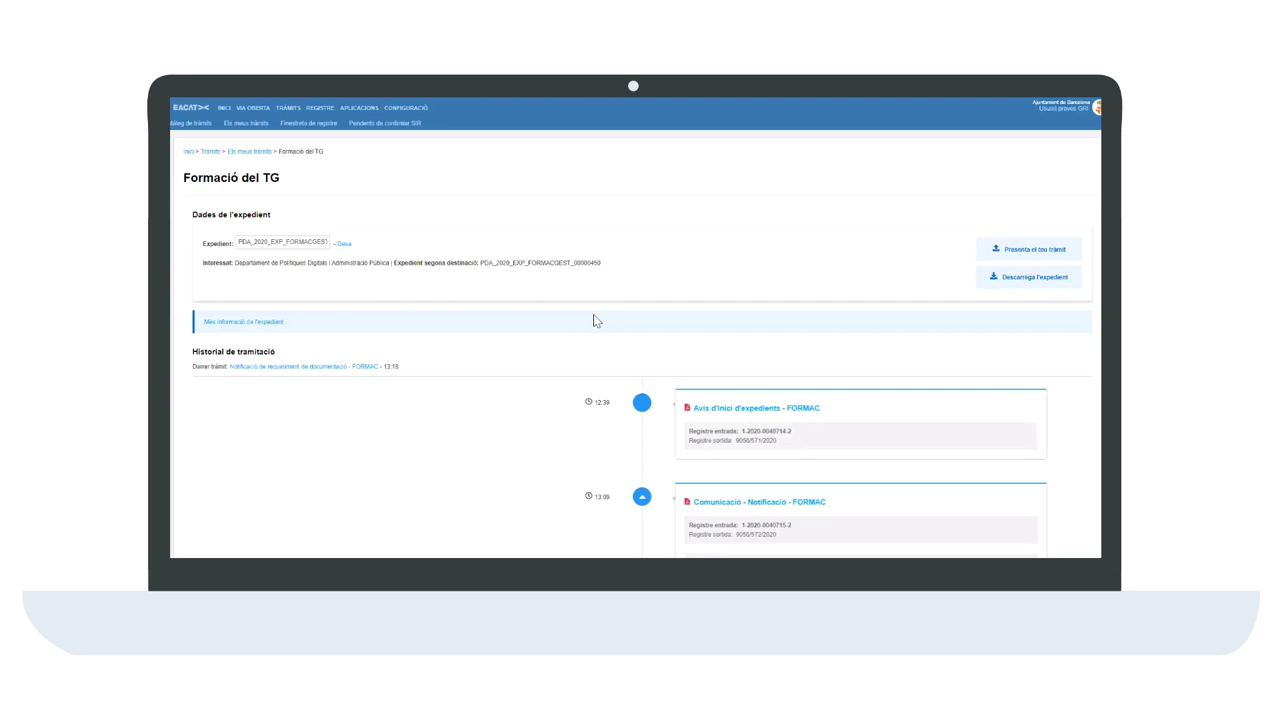 EACAT INICI VIA OBERTA TRÀMITS REGISTRE APLICACIONS CONFIGURACIÓ
Ajuntament de Barcelona
Usuari proves GRI
àleg de tràmits Els meus tràmits Finestreta de registre Pendents de confirmar SIR
Inici > Tràmits > Els meus tràmits > Formació del TG
Formació del TG
Dades de l'expedient
Expedient: PDA_2020_EXP_FORMACGEST - Desa
Presenta el teu tràmit
Interessat: Departament de Polítiques Digitals i Administració Pública | Expedient segons destinació: PDA_2020_EXP_FORMACGEST_00000450
Descarrega l'expedient
Més informació de l'expedient
Historial de tramitació
Darrer tràmit: Notificació de requeriment de documentació - FORMAC - 13:18
12:39
Avís d'inici d'expedients - FORMAC
Registre entrada: 1-2020-0040714-2
Registre sortida: 9056/571/2020
13:09
Comunicació - Notificació - FORMAC
Registre entrada: 1-2020-0040715-2
Registre sortida: 9056/572/2020